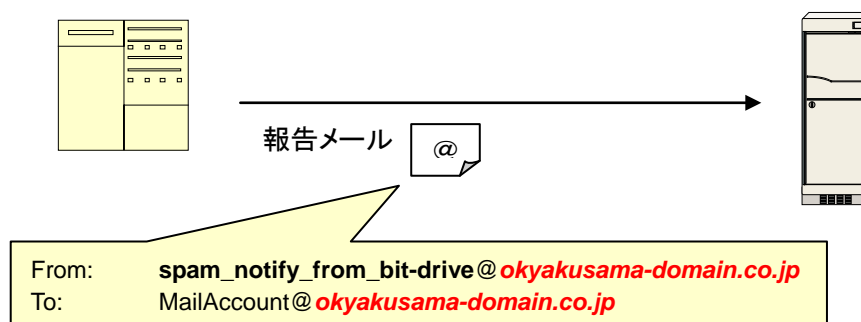 報告メール
@
From: spam_notify_from_bit-drive@okyakusama-domain.co.jp
To: MailAccount@okyakusama-domain.co.jp